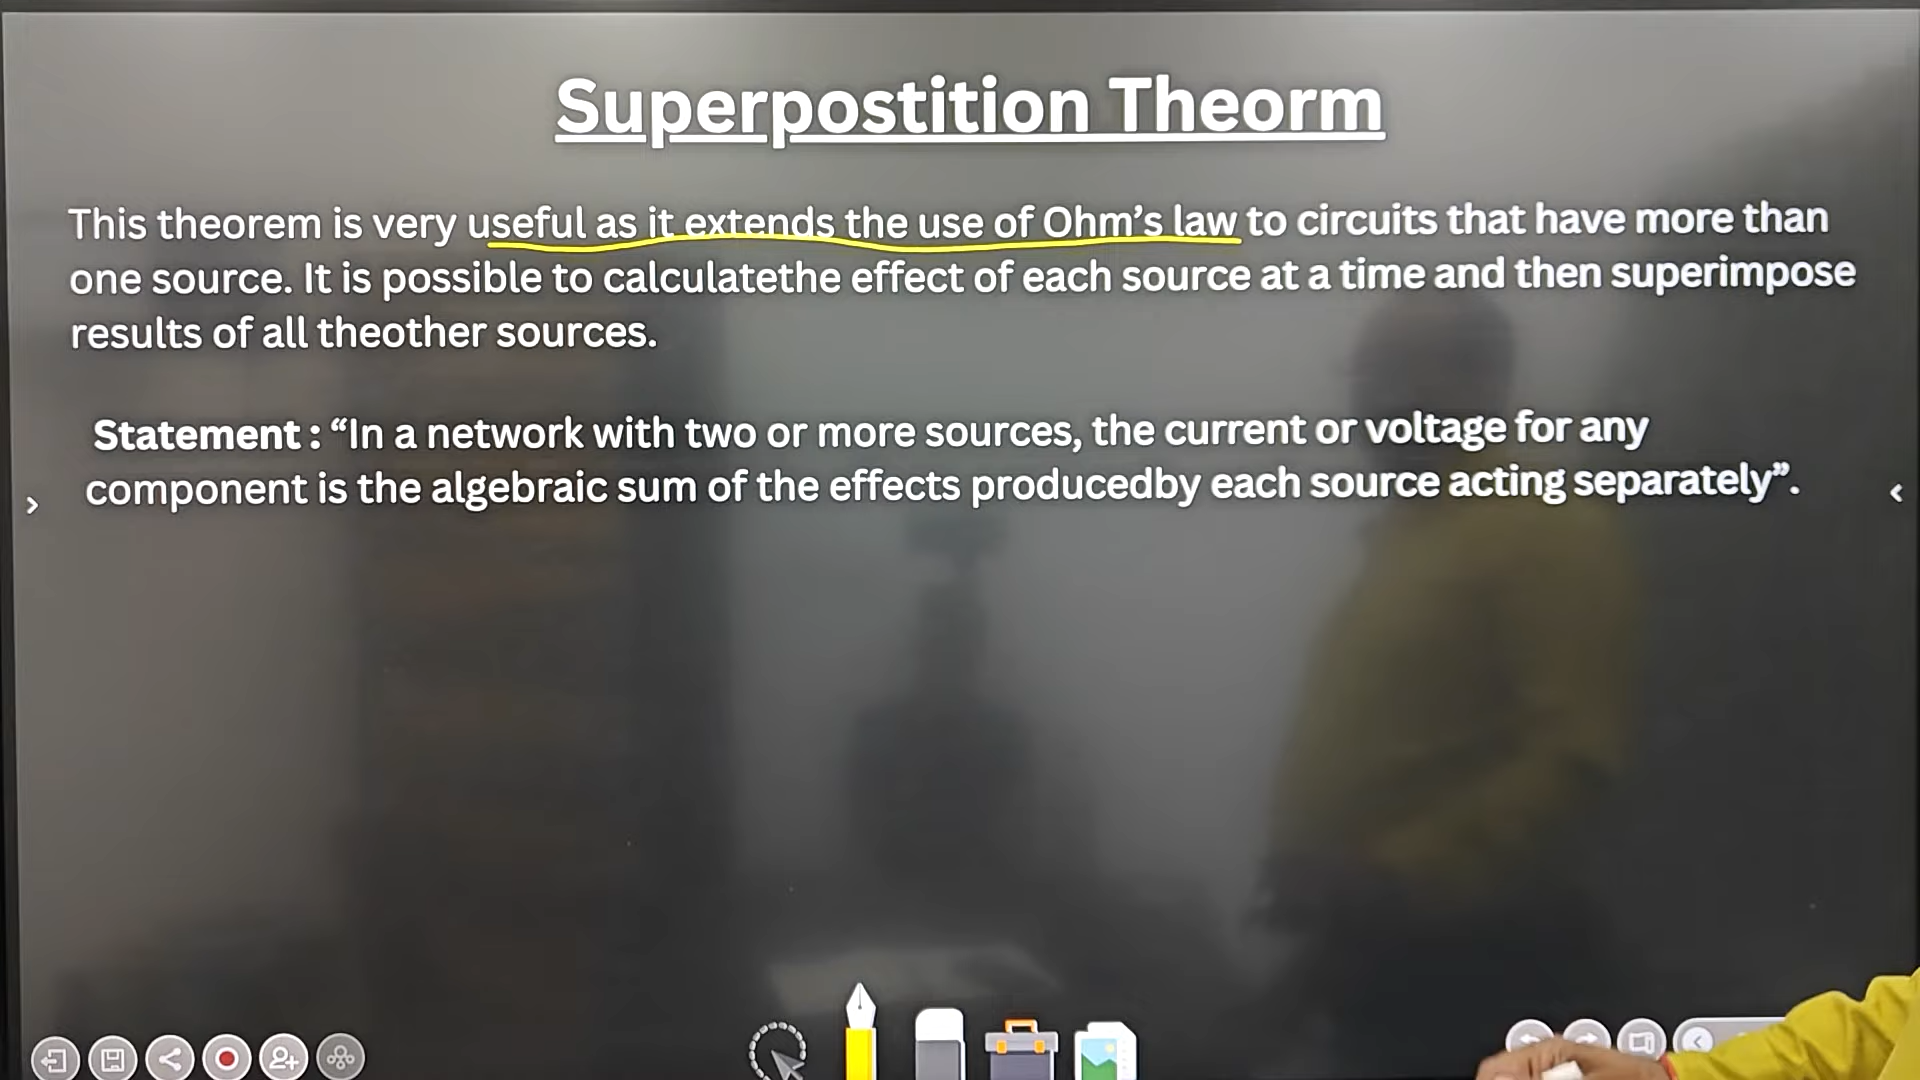 Superpostition Theorm
This theorem is very useful as it extends the use of Ohm's law to circuits that have more than
one source. It is possible to calculatethe effect of each source at a time and then superimpose
results of all theother sources.
Statement : “In a network with two or more sources, the current or voltage for any
component is the algebraic sum of the effects producedby each source acting separately”.